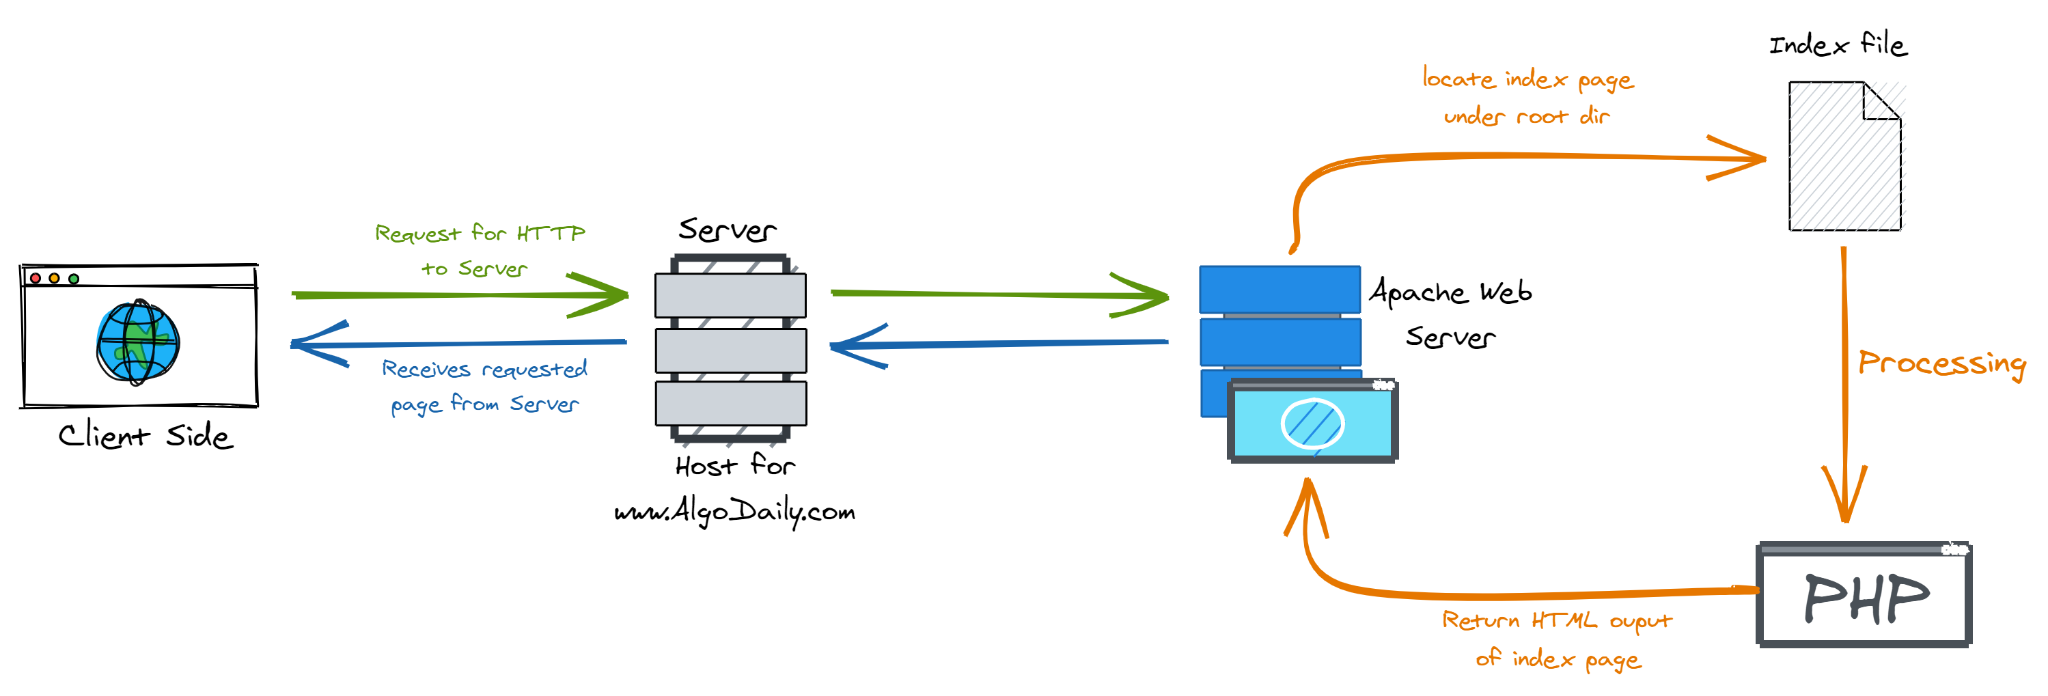 Index file
locate index page
under root dir
Request for HTTP
to Server
Server
Apache Web
Server
Receives requested
page from Server
Processing
Client Side
Host for
www.AlgoDaily.com
PHP
Return HTML ouput
of index page